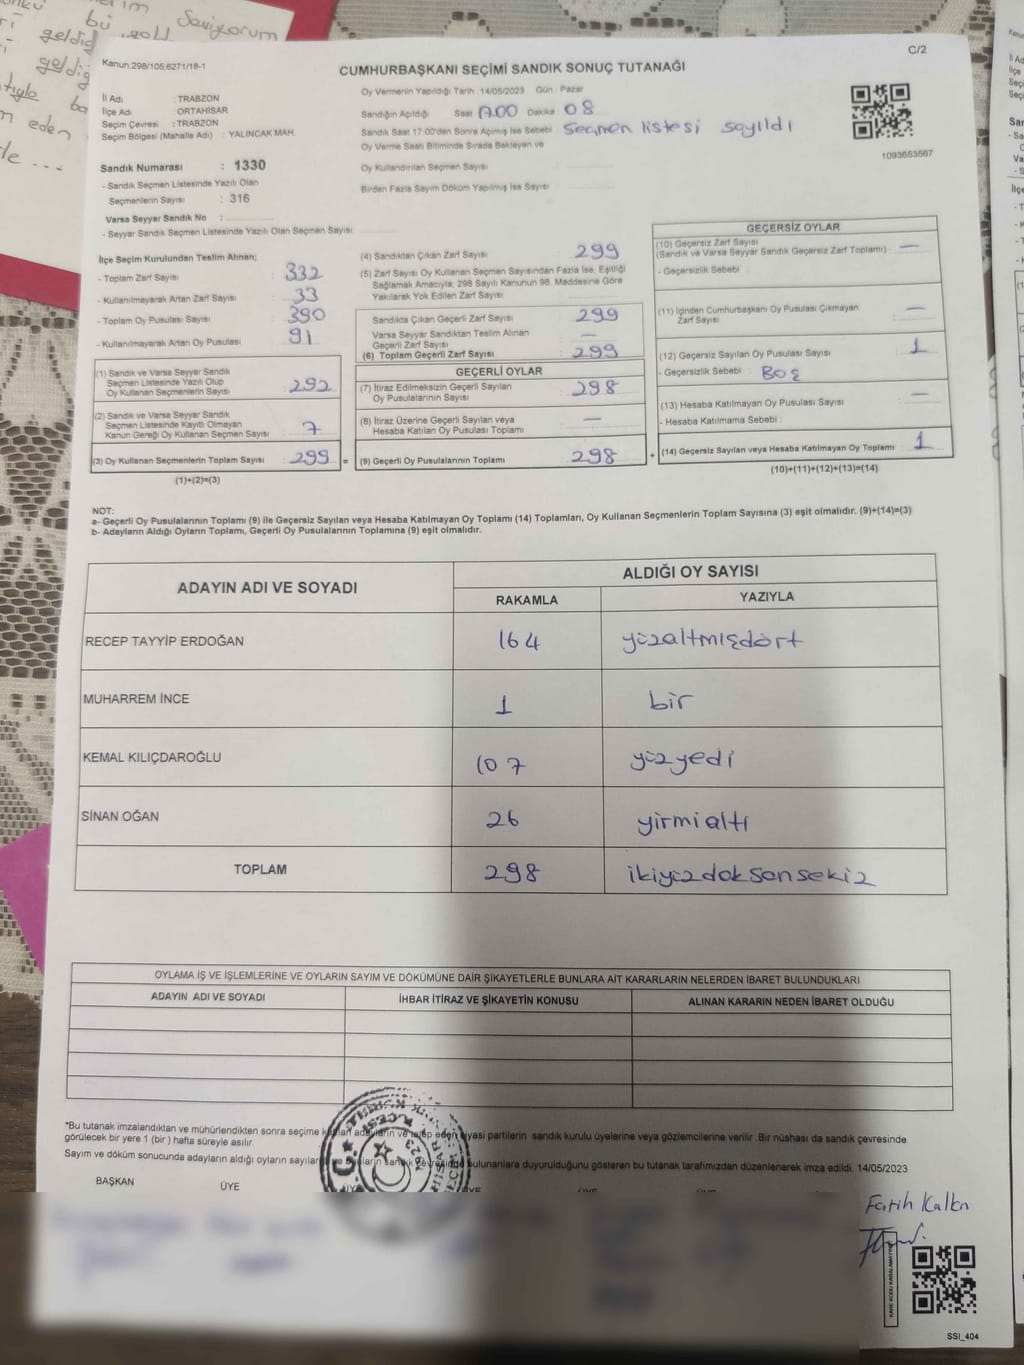 Seviyorum
bu
geldig
geldig
ba
eden
C/2
Kanun:298/105;6271/18-1
CUMHURBAŞKANI SEÇİMİ SANDIK SONUÇ TUTANAĞI
İl Adı : TRABZON
İlçe Adı : ORTAHİSAR
Seçim Çevresi : TRABZON
Seçim Bölgesi (Mahalle Adı) : YALINCAK MAH.
Oy Vermenin Yapıldığı Tarih : 14/05/2023 Gün : Pazar
Sandığın Açıldığı Saat 17.00 Dakika 08
Sandık Saat 17:00'den Sonra Açılmış İse Sebebi : Seçmen listesi sayıldı
Oy Verme Saati Bitiminde Sırada Bekleyen ve
Oy Kullandırılan Seçmen Sayısı
Birden Fazla Sayım Döküm Yapılmış İse Sayısı
1093653567
Sandık Numarası : 1330
- Sandık Seçmen Listesinde Yazılı Olan
Seçmenlerin Sayısı : 316
Varsa Seyyar Sandık No :
- Seyyar Sandık Seçmen Listesinde Yazılı Olan Seçmen Sayısı
İlçe Seçim Kurulundan Teslim Alınan;
- Toplam Zarf Sayısı : 332
- Kullanılmayarak Artan Zarf Sayısı : 33
- Toplam Oy Pusulası Sayısı : 390
- Kullanılmayarak Artan Oy Pusulası : 91
(1) Sandık ve Varsa Seyyar Sandık
Seçmen Listesinde Yazılı Olup
Oy Kullanan Seçmenlerin Sayısı : 292
(2) Sandık ve Varsa Seyyar Sandık
Seçmen Listesinde Kayıtlı Olmayan
Kanun Gereği Oy Kullanan Seçmen Sayısı : 7
(3) Oy Kullanan Seçmenlerin Toplam Sayısı : 299 =
(1)+(2)=(3)
(4) Sandıktan Çıkan Zarf Sayısı : 299
(5) Zarf Sayısı Oy Kullanan Seçmen Sayısından Fazla İse, Eşitliği
Sağlamak Amacıyla; 298 Sayılı Kanunun 98. Maddesine Göre
Yakılarak Yok Edilen Zarf Sayısı
Sandıkta Çıkan Geçerli Zarf Sayısı : 299
Varsa Seyyar Sandıktan Teslim Alınan
Geçerli Zarf Sayısı : —
(6) Toplam Geçerli Zarf Sayısı : 299
GEÇERLİ OYLAR
(7) İtiraz Edilmeksizin Geçerli Sayılan
Oy Pusulalarının Sayısı : 298
(8) İtiraz Üzerine Geçerli Sayılan veya
Hesaba Katılan Oy Pusulası Toplamı : —
(9) Geçerli Oy Pusulalarının Toplamı : 298 +
GEÇERSİZ OYLAR
(10) Geçersiz Zarf Sayısı
(Sandık ve Varsa Seyyar Sandık Geçersiz Zarf Toplamı) : —
- Geçersizlik Sebebi :
(11) İçinden Cumhurbaşkanı Oy Pusulası Çıkmayan
Zarf Sayısı : —
(12) Geçersiz Sayılan Oy Pusulası Sayısı : 1
- Geçersizlik Sebebi : BOŞ
(13) Hesaba Katılmayan Oy Pusulası Sayısı : —
- Hesaba Katılmama Sebebi :
(14) Geçersiz Sayılan veya Hesaba Katılmayan Oy Toplamı : 1
(10)+(11)+(12)+(13)=(14)
NOT:
a- Geçerli Oy Pusulalarının Toplamı (9) ile Geçersiz Sayılan veya Hesaba Katılmayan Oy Toplamı (14) Toplamları, Oy Kullanan Seçmenlerin Toplam Sayısına (3) eşit olmalıdır. (9)+(14)=(3)
b- Adayların Aldığı Oyların Toplamı, Geçerli Oy Pusulalarının Toplamına (9) eşit olmalıdır.
ADAYIN ADI VE SOYADI ALDIĞI OY SAYISI
RAKAMLA YAZIYLA
RECEP TAYYİP ERDOĞAN 164 yüzaltmışdört
MUHARREM İNCE 1 bir
KEMAL KILIÇDAROĞLU 107 yüzyedi
SİNAN OĞAN 26 yirmialtı
TOPLAM 298 ikiyüzdoksansekiz
OYLAMA İŞ VE İŞLEMLERİNE VE OYLARIN SAYIM VE DÖKÜMÜNE DAİR ŞİKAYETLERLE BUNLARA AİT KARARLARIN NELERDEN İBARET BULUNDUKLARI
ADAYIN ADI VE SOYADI İHBAR İTİRAZ VE ŞİKAYETİN KONUSU ALINAN KARARIN NEDEN İBARET OLDUĞU
*Bu tutanak imzalandıktan ve mühürlendikten sonra seçime katılan adayların ve talep eden siyasi partilerin sandık kurulu üyelerine veya gözlemcilerine verilir. Bir nüshası da sandık çevresinde
görülecek bir yere 1 (bir) hafta süreyle asılır.
Sayım ve döküm sonucunda adayların aldığı oyların sayıları ve bunların sandık çevresinde bulunanlara duyurulduğunu gösteren bu tutanak tarafımızdan düzenlenerek imza edildi. 14/05/2023
BAŞKAN ÜYE ÜYE ÜYE
Fatih Kalkn
KARE KODU KARALAMAYINIZ
SSI_404